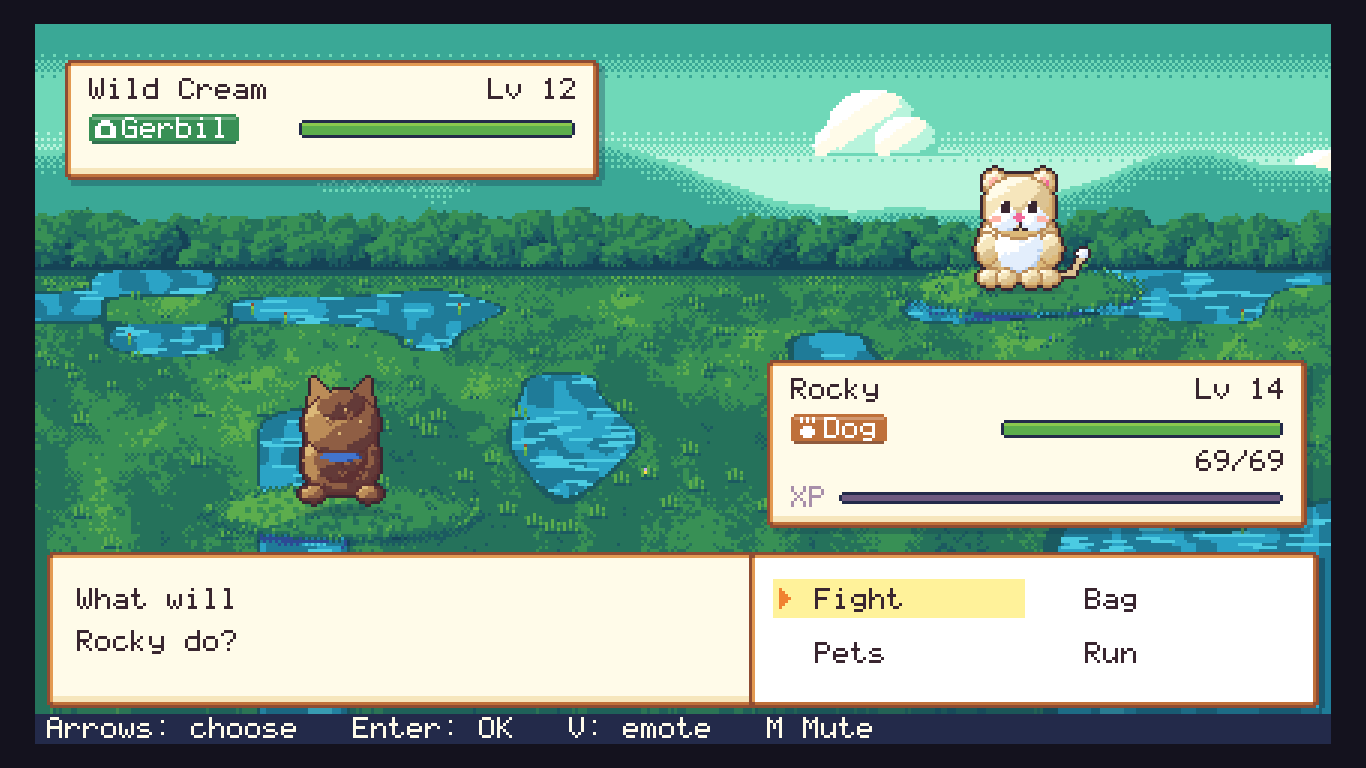 Wild Cream Lv 12
Gerbil
Rocky Lv 14
Dog
69/69
XP
What will
Rocky do?
Fight Bag
Pets Run
Arrows: choose Enter: OK V: emote M Mute